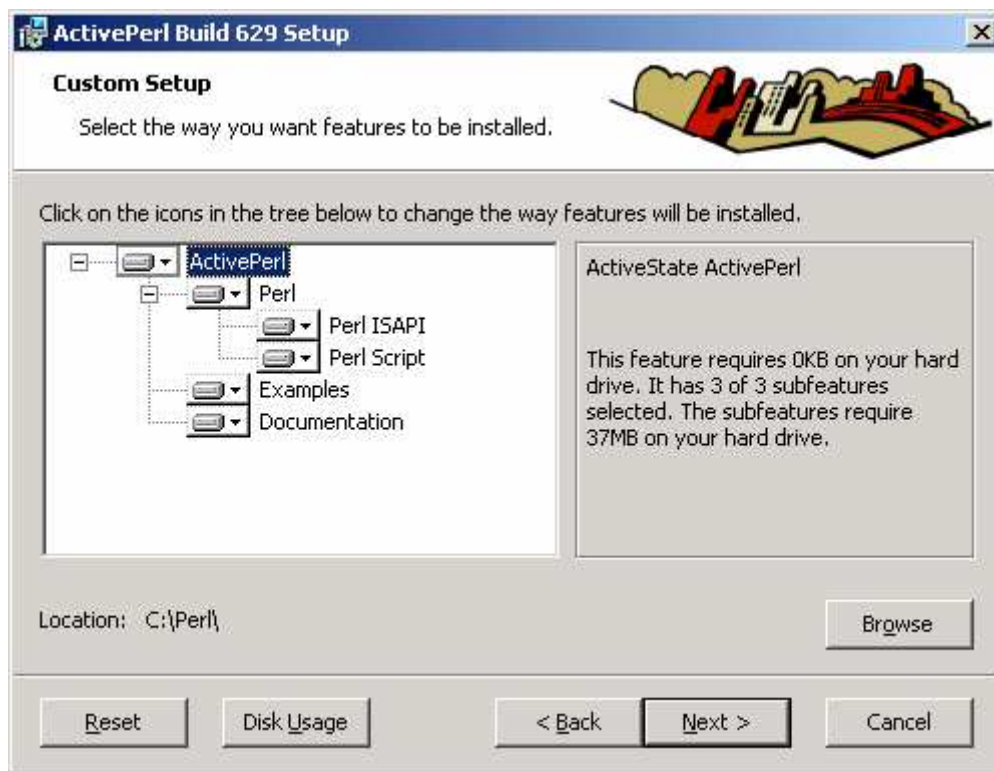 ActivePerl Build 629 Setup
Custom Setup
Select the way you want features to be installed.
Click on the icons in the tree below to change the way features will be installed.
ActivePerl
Perl
Perl ISAPI
Perl Script
Examples
Documentation
ActiveState ActivePerl
This feature requires 0KB on your hard
drive. It has 3 of 3 subfeatures
selected. The subfeatures require
37MB on your hard drive.
Location: C:\Perl\
Browse
Reset
Disk Usage
< Back
Next >
Cancel